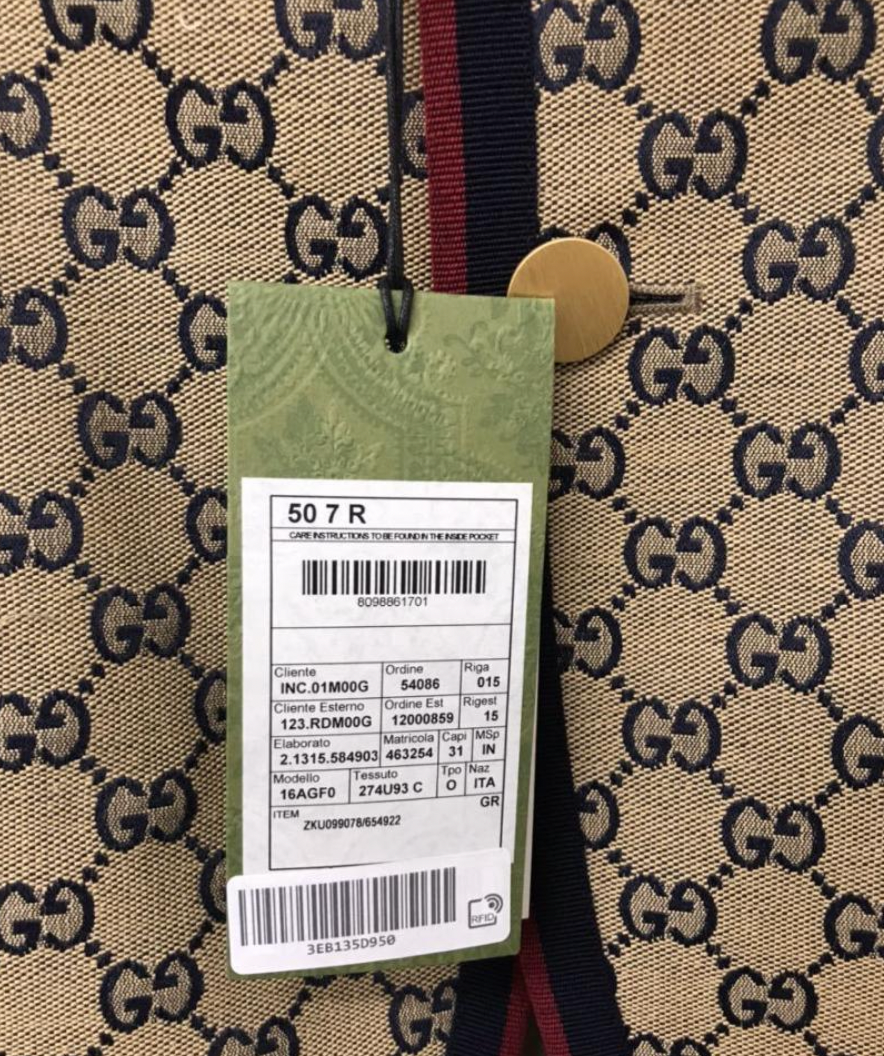 50 7 R
CARE INSTRUCTIONS TO BE FOUND IN THE INSIDE POCKET
8098861701
Cliente Ordine Riga
INC.01M00G 54086 015
Cliente Esterno Ordine Est Rigest
123.RDM00G 12000859 15
Elaborato Matricola Capi MSp
2.1315.584903 463254 31 IN
Modello Tessuto Tpo Naz
16AGF0 274U93 C O ITA
ITEM GR
ZKU099078/654922
RFID
3EB135D950